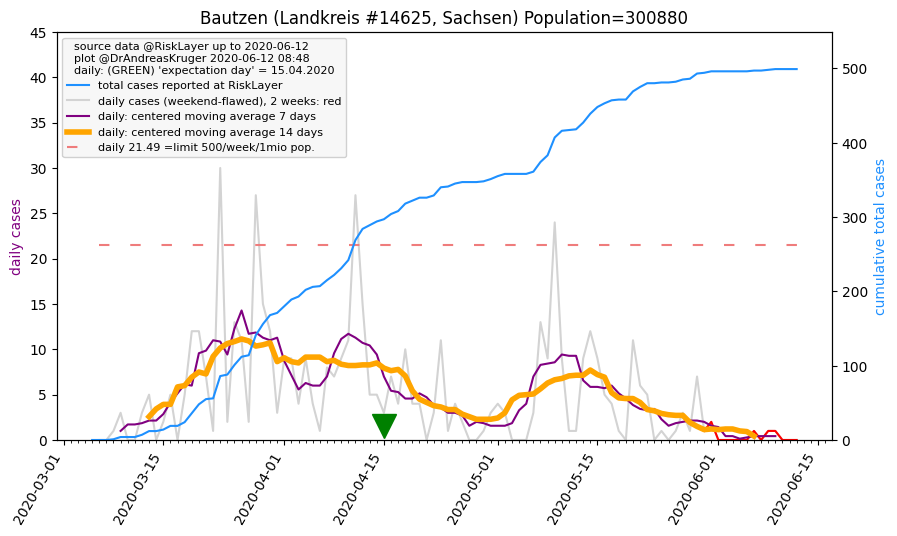 Bautzen (Landkreis #14625, Sachsen) Population=300880
source data @RiskLayer up to 2020-06-12
plot @DrAndreasKruger 2020-06-12 08:48
daily: (GREEN) 'expectation day' = 15.04.2020
total cases reported at RiskLayer
daily cases (weekend-flawed), 2 weeks: red
daily: centered moving average 7 days
daily: centered moving average 14 days
daily 21.49 =limit 500/week/1mio pop.
daily cases
45
40
35
30
25
20
15
10
5
0
cumulative total cases
500
400
300
200
100
0
2020-03-01
2020-03-15
2020-04-01
2020-04-15
2020-05-01
2020-05-15
2020-06-01
2020-06-15